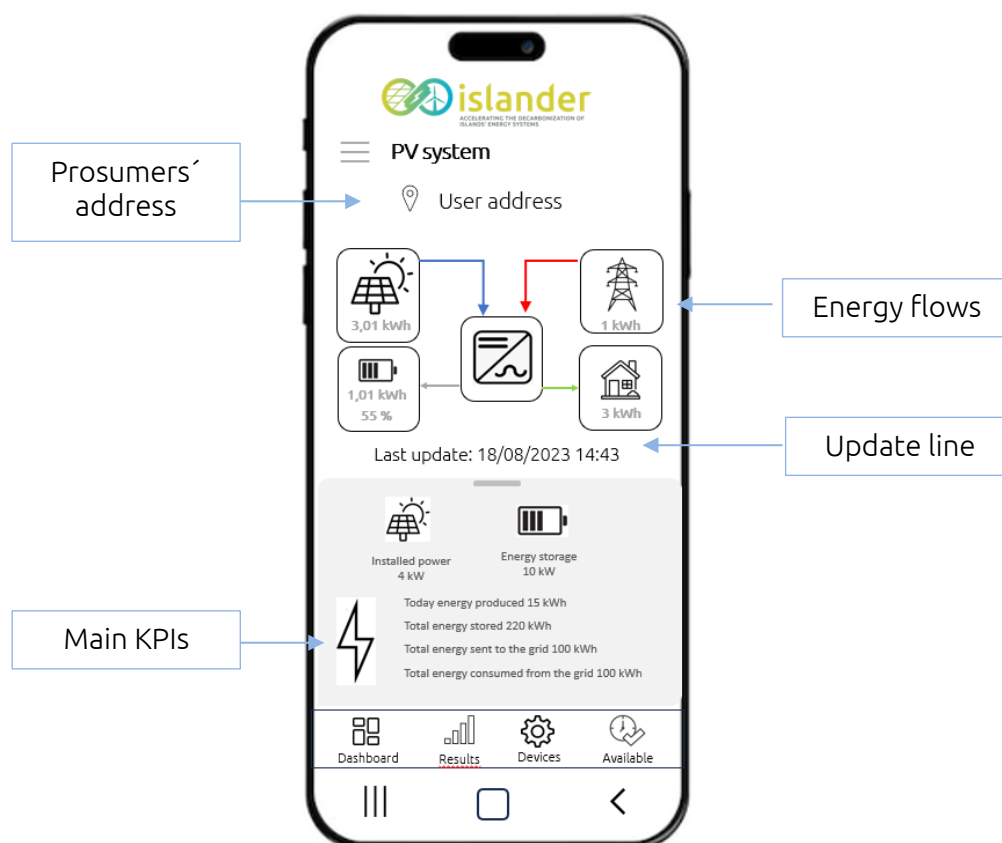 islander
ACCELERATING THE DECARBONIZATION OF
ISLANDS' ENERGY SYSTEMS
PV system
Prosumers´
address
User address
3,01 kWh
1 kWh
Energy flows
1,01 kWh
55 %
3 kWh
Last update: 18/08/2023 14:43
Update line
Installed power
4 kW
Energy storage
10 kW
Today energy produced 15 kWh
Total energy stored 220 kWh
Main KPIs
Total energy sent to the grid 100 kWh
Total energy consumed from the grid 100 kWh
Dashboard
Results
Devices
Available